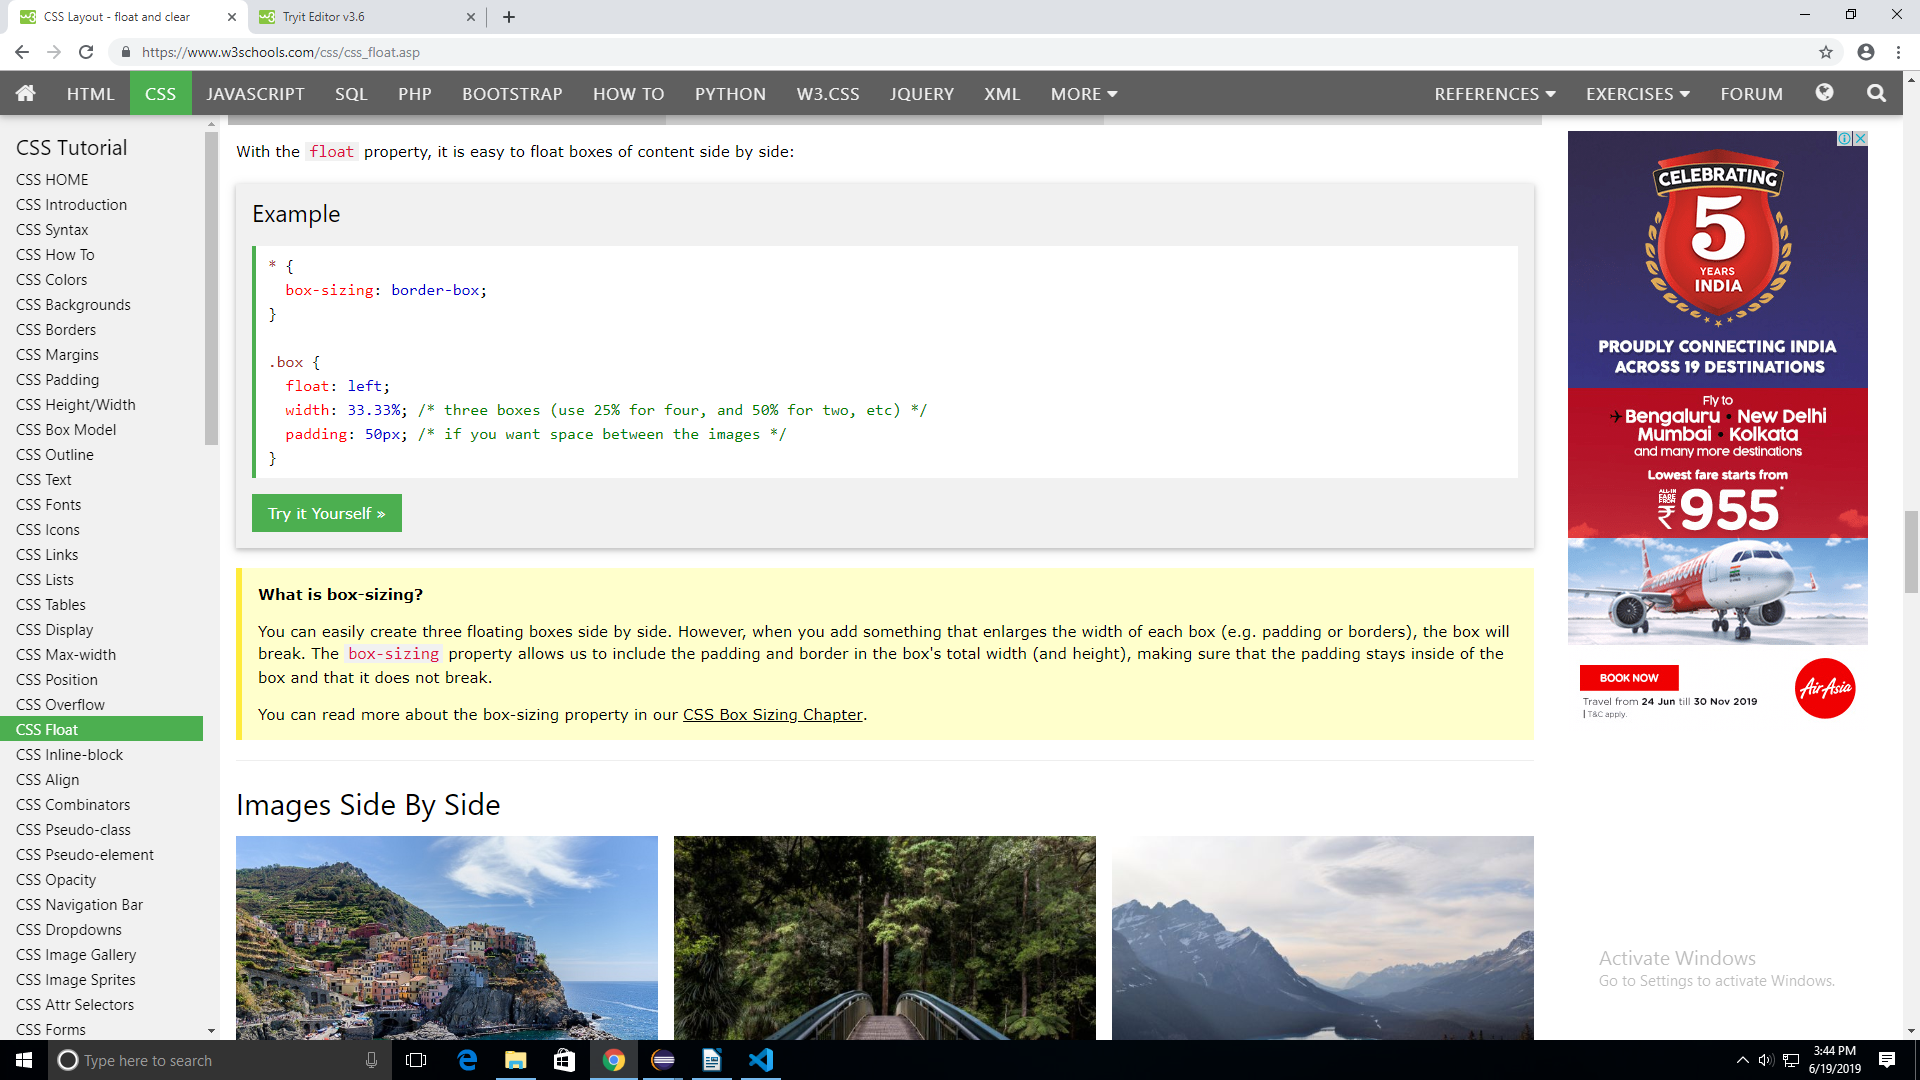 CSS Layout - float and clear
Tryit Editor v3.6
https://www.w3schools.com/css/css_float.asp
HTML CSS JAVASCRIPT SQL PHP BOOTSTRAP HOW TO PYTHON W3.CSS JQUERY XML MORE REFERENCES EXERCISES FORUM
CSS Tutorial
CSS HOME
CSS Introduction
CSS Syntax
CSS How To
CSS Colors
CSS Backgrounds
CSS Borders
CSS Margins
CSS Padding
CSS Height/Width
CSS Box Model
CSS Outline
CSS Text
CSS Fonts
CSS Icons
CSS Links
CSS Lists
CSS Tables
CSS Display
CSS Max-width
CSS Position
CSS Overflow
CSS Float
CSS Inline-block
CSS Align
CSS Combinators
CSS Pseudo-class
CSS Pseudo-element
CSS Opacity
CSS Navigation Bar
CSS Dropdowns
CSS Image Gallery
CSS Image Sprites
CSS Attr Selectors
CSS Forms
With the float property, it is easy to float boxes of content side by side:
Example
* {
box-sizing: border-box;
}
.box {
float: left;
width: 33.33%; /* three boxes (use 25% for four, and 50% for two, etc) */
padding: 50px; /* if you want space between the images */
}
Try it Yourself »
What is box-sizing?
You can easily create three floating boxes side by side. However, when you add something that enlarges the width of each box (e.g. padding or borders), the box will
break. The box-sizing property allows us to include the padding and border in the box's total width (and height), making sure that the padding stays inside of the
box and that it does not break.
You can read more about the box-sizing property in our CSS Box Sizing Chapter.
Images Side By Side
CELEBRATING
5
YEARS
INDIA
PROUDLY CONNECTING INDIA
ACROSS 19 DESTINATIONS
Fly to
Bengaluru • New Delhi
Mumbai • Kolkata
and many more destinations
Lowest fare starts from
ALL-IN
FARE
FROM
₹955*
BOOK NOW
Travel from 24 Jun till 30 Nov 2019
| T&C apply.
AirAsia
Activate Windows
Go to Settings to activate Windows.
Type here to search
3:44 PM
6/19/2019